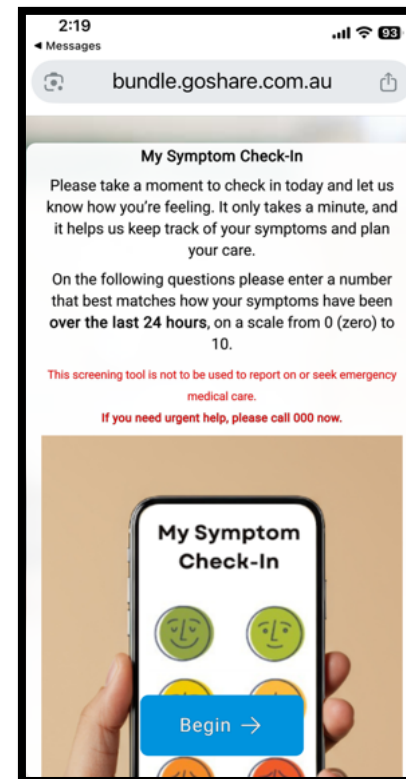 2:19
93
◄ Messages
bundle.goshare.com.au
My Symptom Check-In
Please take a moment to check in today and let us
know how you're feeling. It only takes a minute, and
it helps us keep track of your symptoms and plan
your care.
On the following questions please enter a number
that best matches how your symptoms have been
over the last 24 hours, on a scale from 0 (zero) to
10.
This screening tool is not to be used to report on or seek emergency
medical care.
If you need urgent help, please call 000 now.
My Symptom
Check-In
Begin →